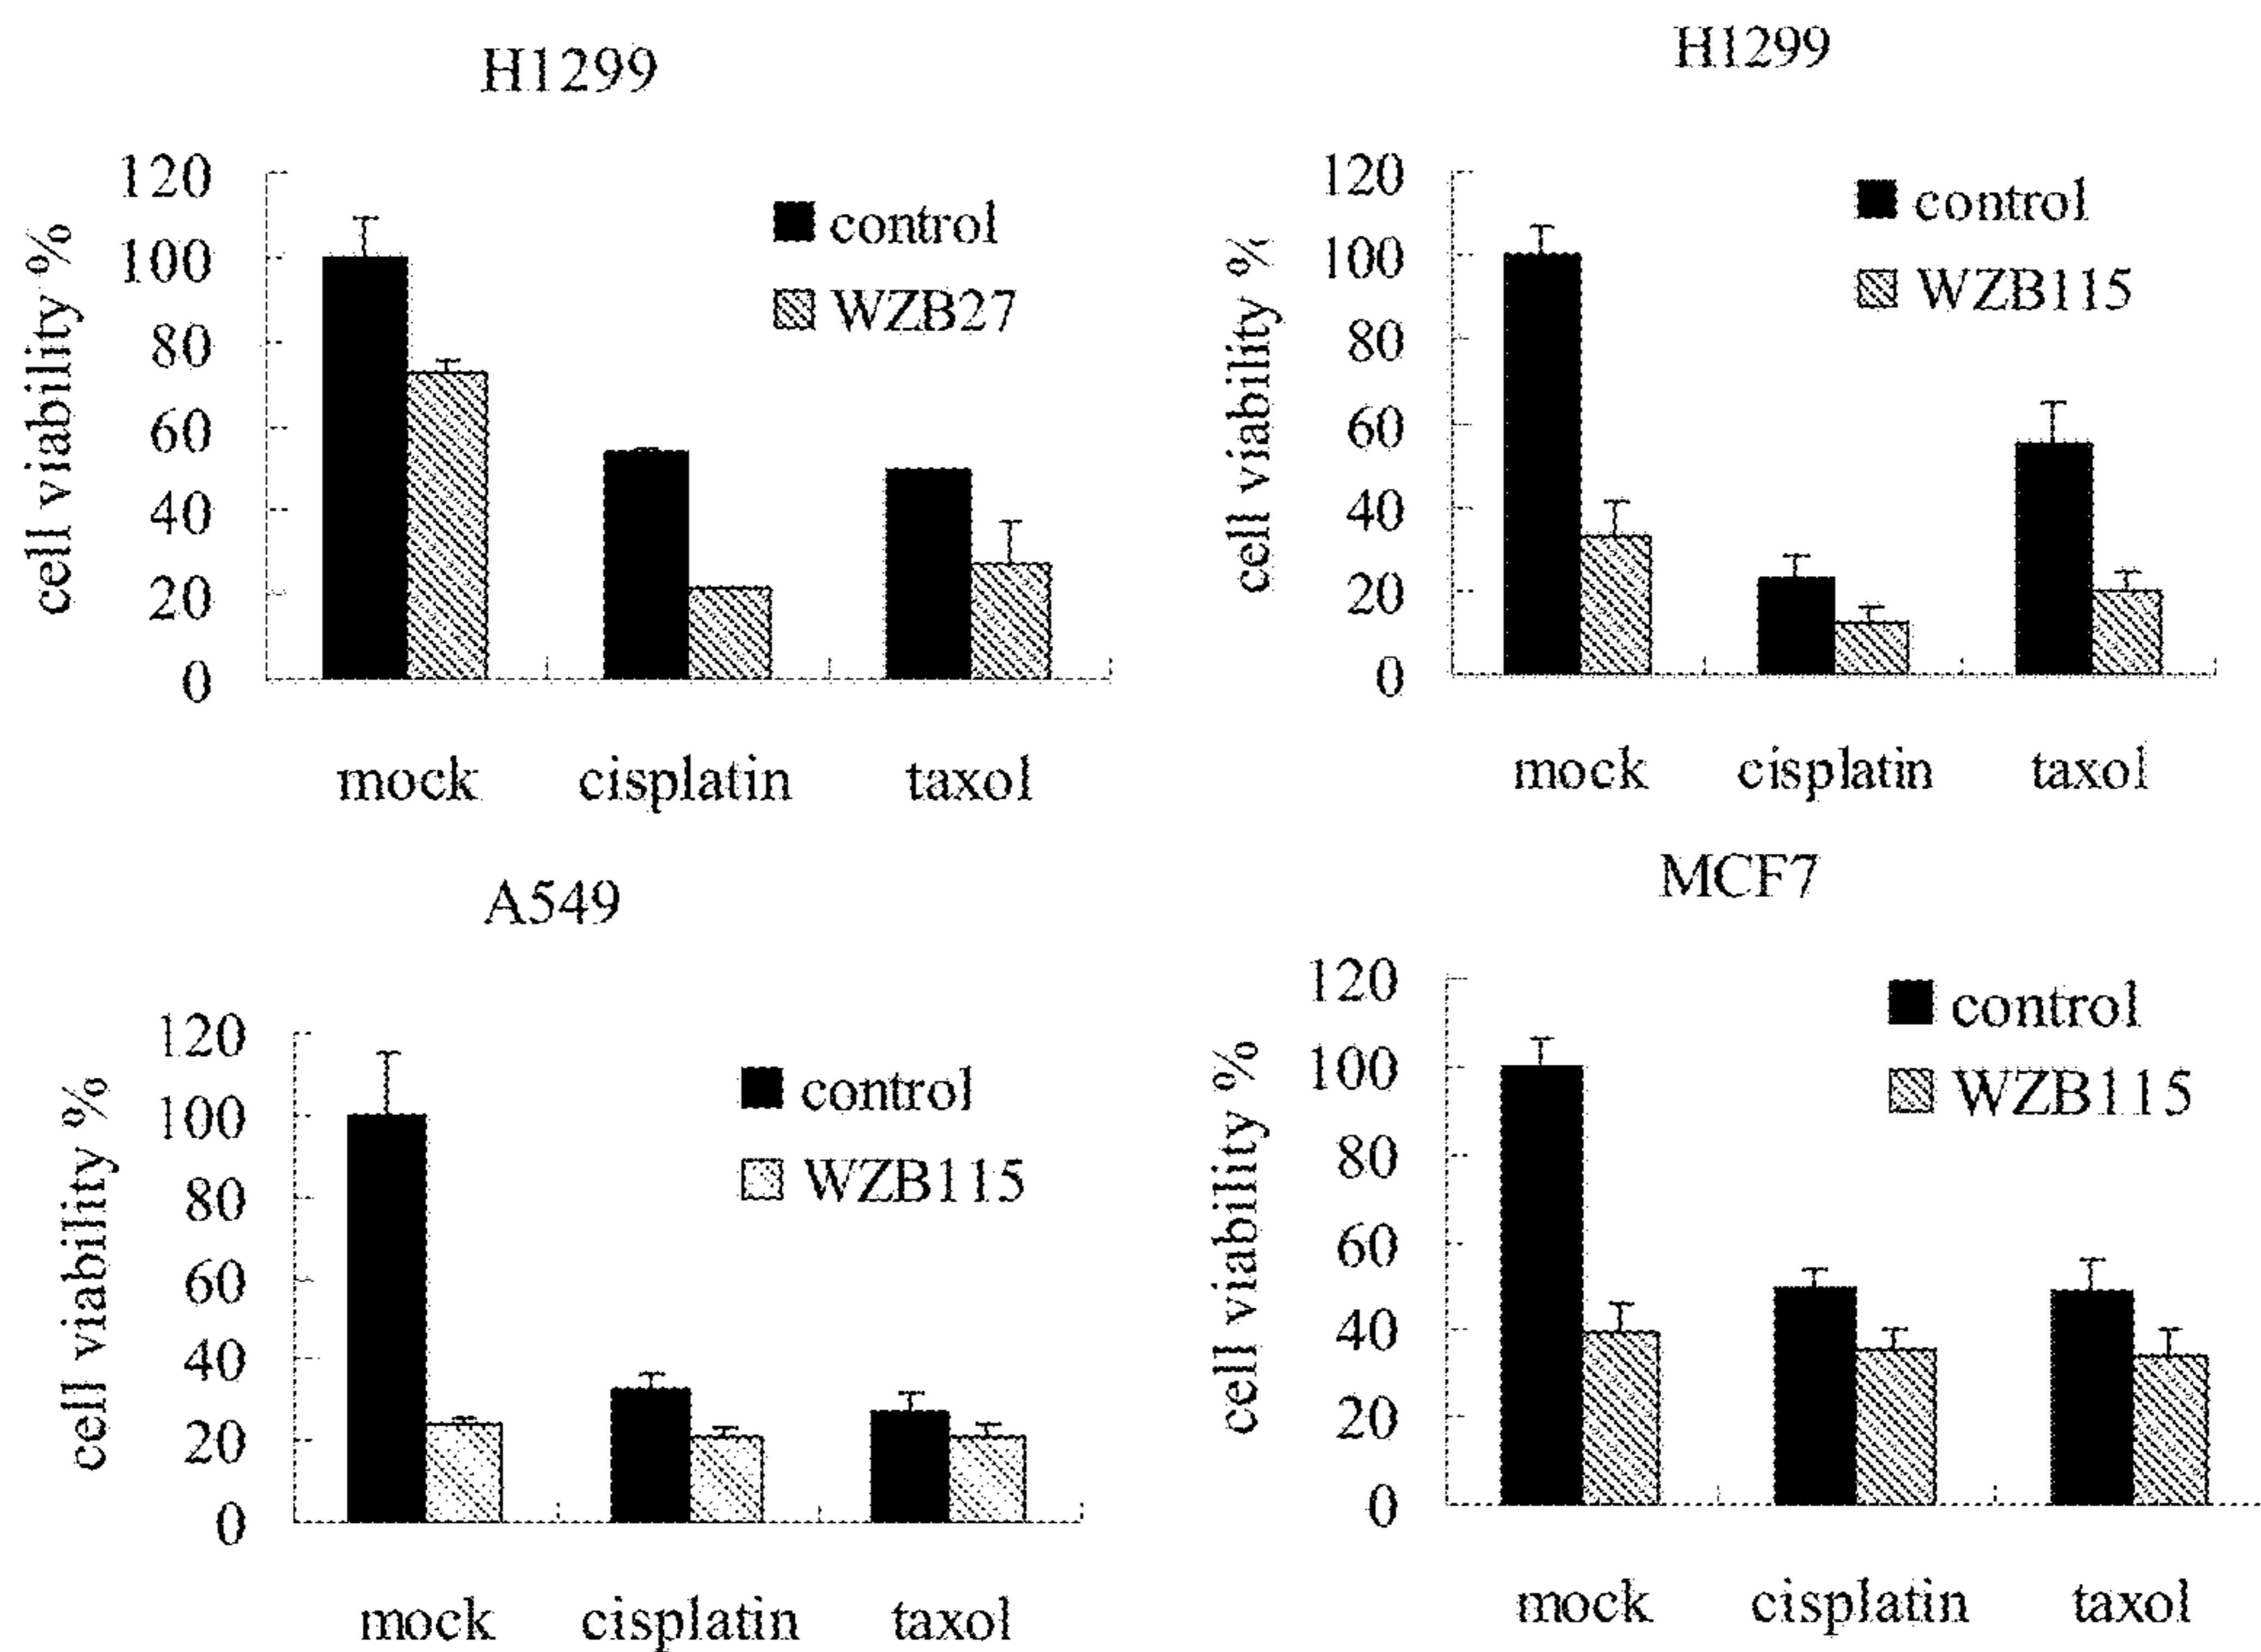 H1299
cell viability %
120
100
80
60
40
20
0
control
WZB27
mock cisplatin taxol
H1299
cell viability %
120
100
80
60
40
20
0
control
WZB115
mock cisplatin taxol
A549
cell viability %
120
100
80
60
40
20
0
control
WZB115
mock cisplatin taxol
MCF7
cell viability %
120
100
80
60
40
20
0
control
WZB115
mock cisplatin taxol